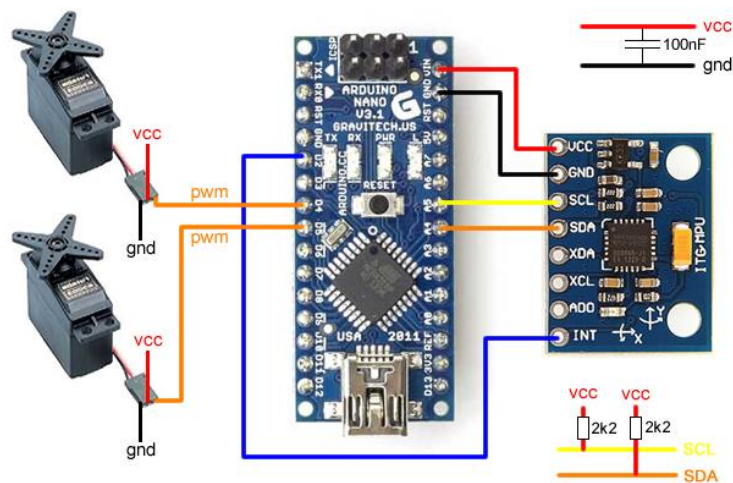 vcc
gnd
pwm
vcc
gnd
pwm
ICSP
1
TX1
RX0
RST
GND
D2
D3
D4
D5
D6
D7
D8
D9
D10
D11
D12
VIN
GND
RST
5V
A7
A6
A5
A4
A3
A2
A1
A0
REF
3V3
D13
ARDUINO
NANO
V3.1
GRAVITECH.US
TX RX PWR L
ARDUINO.CC
RESET
USA 2011
vcc
100nF
gnd
VCC
GND
SCL
SDA
XDA
XCL
ADO
INT
ITG/MPU
Y
X
vcc vcc
2k2 2k2
SCL
SDA